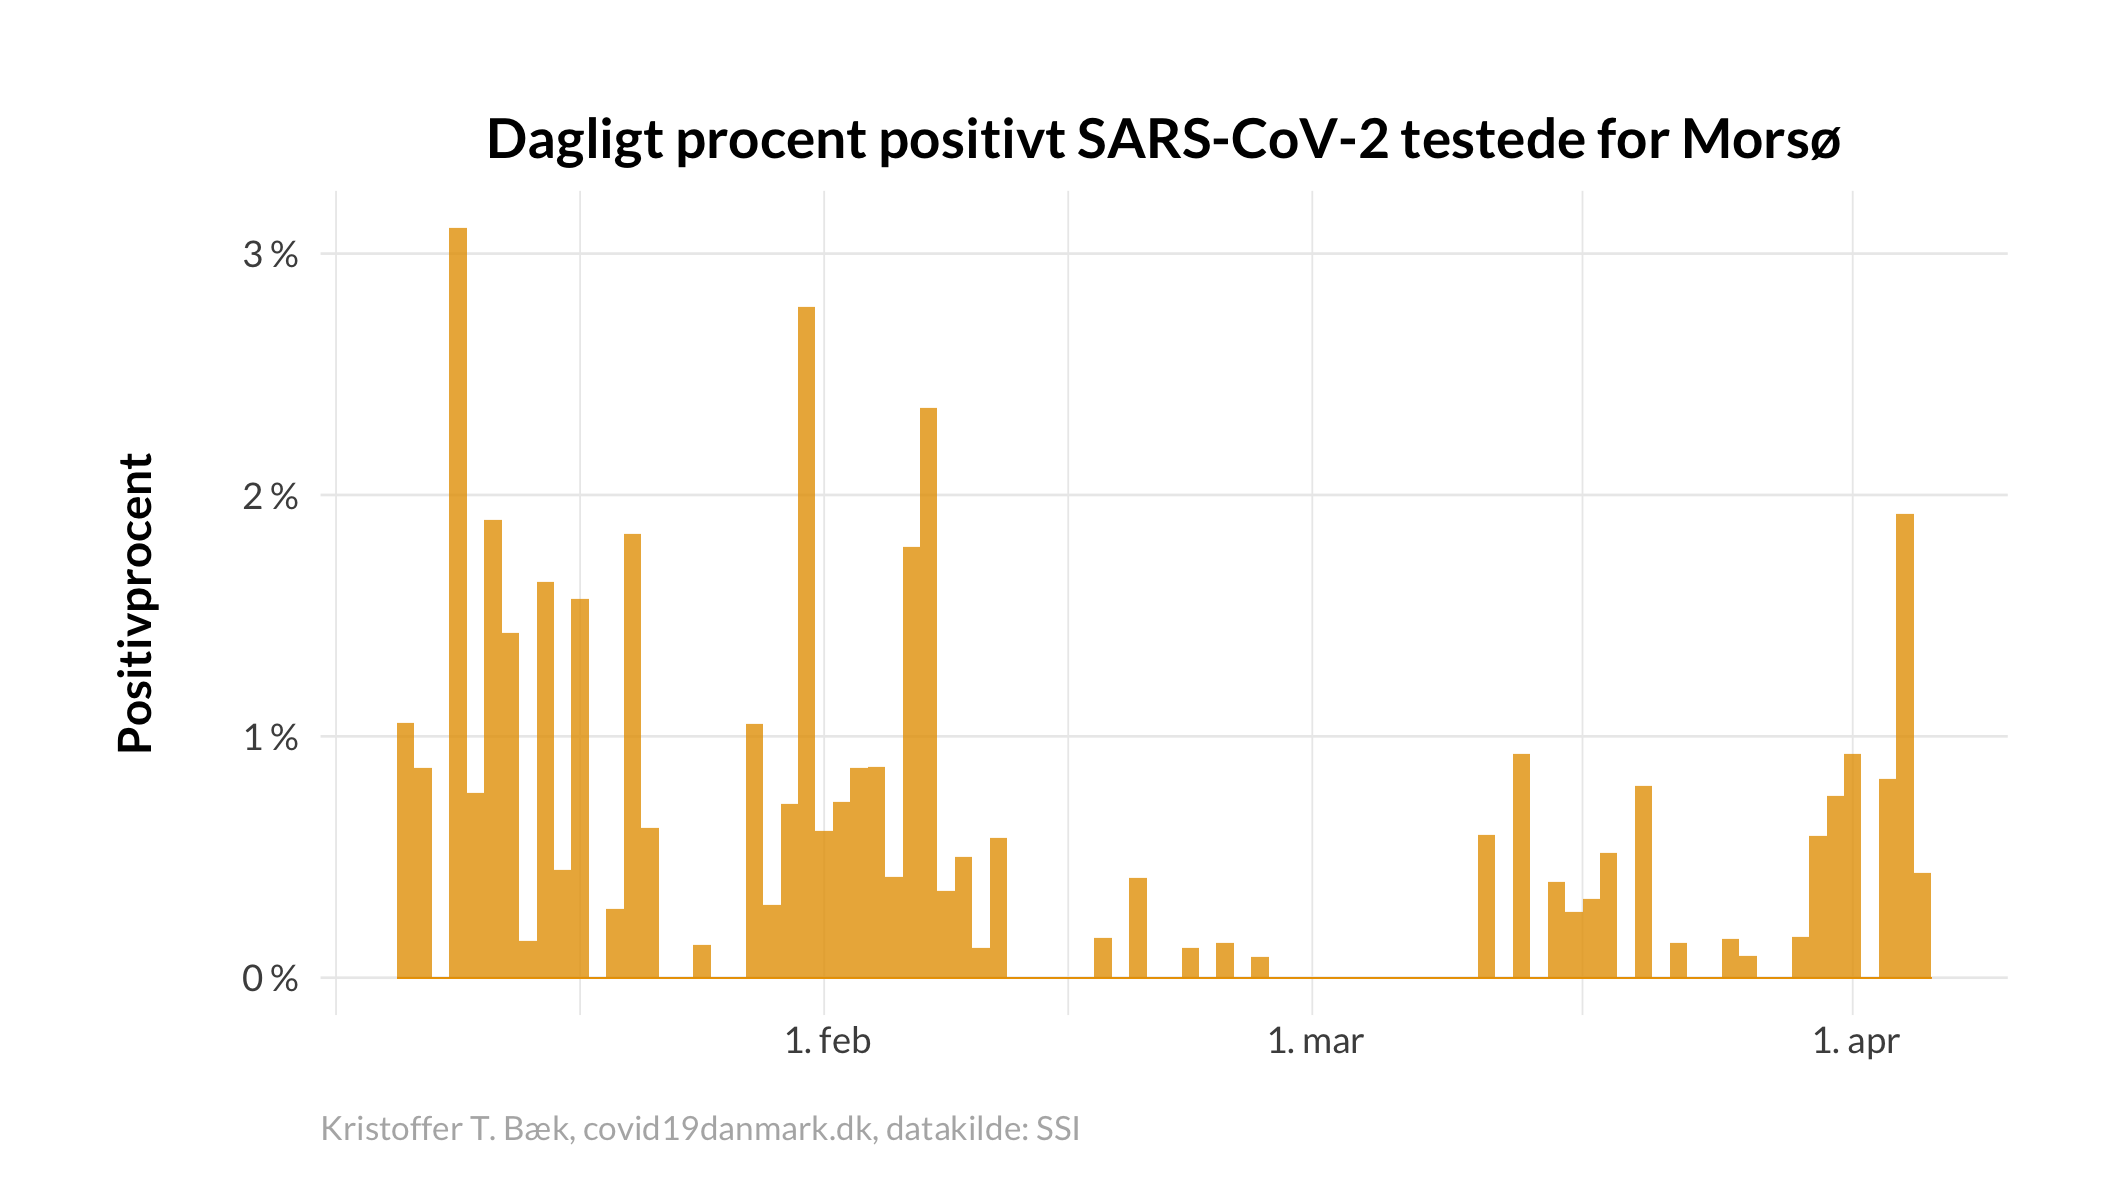 Dagligt procent positivt SARS-CoV-2 testede for Morsø
Positivprocent
3 %
2 %
1 %
0 %
1. feb
1. mar
1. apr
Kristoffer T. Bæk, covid19danmark.dk, datakilde: SSI